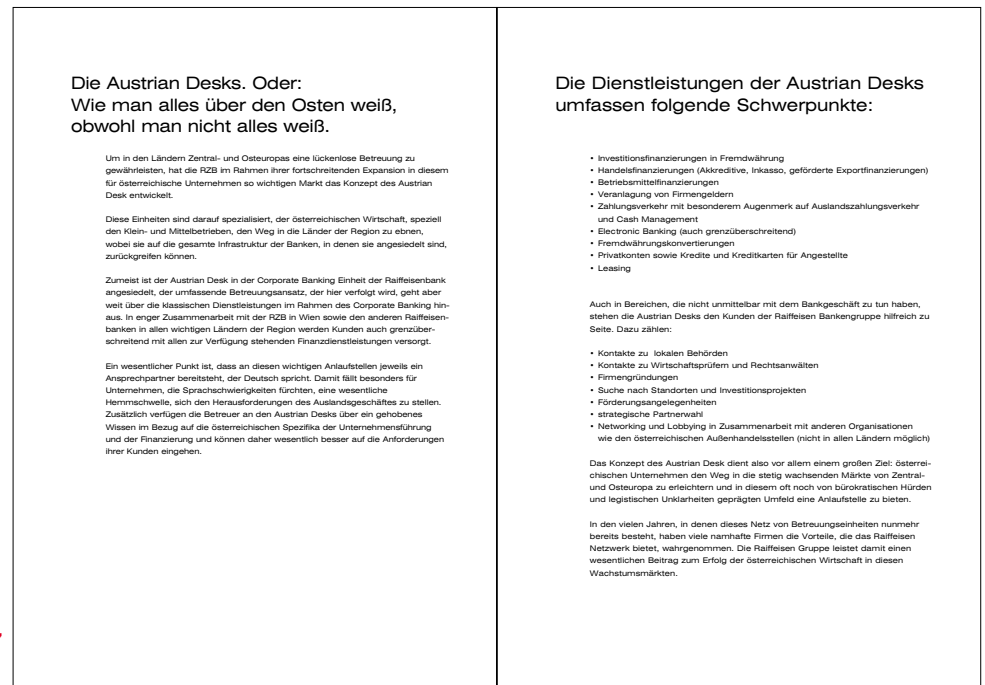 Die Austrian Desks. Oder:
Wie man alles über den Osten weiß,
obwohl man nicht alles weiß.
Um in den Ländern Zentral- und Osteuropas eine lückenlose Betreuung zu
gewährleisten, hat die RZB im Rahmen ihrer fortschreitenden Expansion in diesem
für österreichische Unternehmen so wichtigen Markt das Konzept des Austrian
Desk entwickelt.
Diese Einheiten sind darauf spezialisiert, der österreichischen Wirtschaft, speziell
den Klein- und Mittelbetrieben, den Weg in die Länder der Region zu ebnen,
wobei sie auf die gesamte Infrastruktur der Banken, in denen sie angesiedelt sind,
zurückgreifen können.
Zumeist ist der Austrian Desk in der Corporate Banking Einheit der Raiffeisenbank
angesiedelt, der umfassende Betreuungsansatz, der hier verfolgt wird, geht aber
weit über die klassischen Dienstleistungen im Rahmen des Corporate Banking hin-
aus. In enger Zusammenarbeit mit der RZB in Wien sowie den anderen Raiffeisen-
banken in allen wichtigen Ländern der Region werden Kunden auch grenzüber-
schreitend mit allen zur Verfügung stehenden Finanzdienstleistungen versorgt.
Ein wesentlicher Punkt ist, dass an diesen wichtigen Anlaufstellen jeweils ein
Ansprechpartner bereitsteht, der Deutsch spricht. Damit fällt besonders für
Unternehmen, die Sprachschwierigkeiten fürchten, eine wesentliche
Hemmschwelle, sich den Herausforderungen des Auslandsgeschäftes zu stellen.
Zusätzlich verfügen die Betreuer an den Austrian Desks über ein gehobenes
Wissen im Bezug auf die österreichischen Spezifika der Unternehmensführung
und der Finanzierung und können daher wesentlich besser auf die Anforderungen
ihrer Kunden eingehen.
Die Dienstleistungen der Austrian Desks
umfassen folgende Schwerpunkte:
• Investitionsfinanzierungen in Fremdwährung
• Handelsfinanzierungen (Akkreditive, Inkasso, geförderte Exportfinanzierungen)
• Betriebsmittelfinanzierungen
• Veranlagung von Firmengeldern
• Zahlungsverkehr mit besonderem Augenmerk auf Auslandszahlungsverkehr
und Cash Management
• Electronic Banking (auch grenzüberschreitend)
• Fremdwährungskonvertierungen
• Privatkonten sowie Kredite und Kreditkarten für Angestellte
• Leasing
Auch in Bereichen, die nicht unmittelbar mit dem Bankgeschäft zu tun haben,
stehen die Austrian Desks den Kunden der Raiffeisen Bankengruppe hilfreich zu
Seite. Dazu zählen:
• Kontakte zu lokalen Behörden
• Kontakte zu Wirtschaftsprüfern und Rechtsanwälten
• Firmengründungen
• Suche nach Standorten und Investitionsprojekten
• Förderungsangelegenheiten
• strategische Partnerwahl
• Networking und Lobbying in Zusammenarbeit mit anderen Organisationen
wie den österreichischen Außenhandelsstellen (nicht in allen Ländern möglich)
Das Konzept des Austrian Desk dient also vor allem einem großen Ziel: österrei-
chischen Unternehmen den Weg in die stetig wachsenden Märkte von Zentral-
und Osteuropa zu erleichtern und in diesem oft noch von bürokratischen Hürden
und legistischen Unklarheiten geprägten Umfeld eine Anlaufstelle zu bieten.
In den vielen Jahren, in denen dieses Netz von Betreuungseinheiten nunmehr
bereits besteht, haben viele namhafte Firmen die Vorteile, die das Raiffeisen
Netzwerk bietet, wahrgenommen. Die Raiffeisen Gruppe leistet damit einen
wesentlichen Beitrag zum Erfolg der österreichischen Wirtschaft in diesen
Wachstumsmärkten.